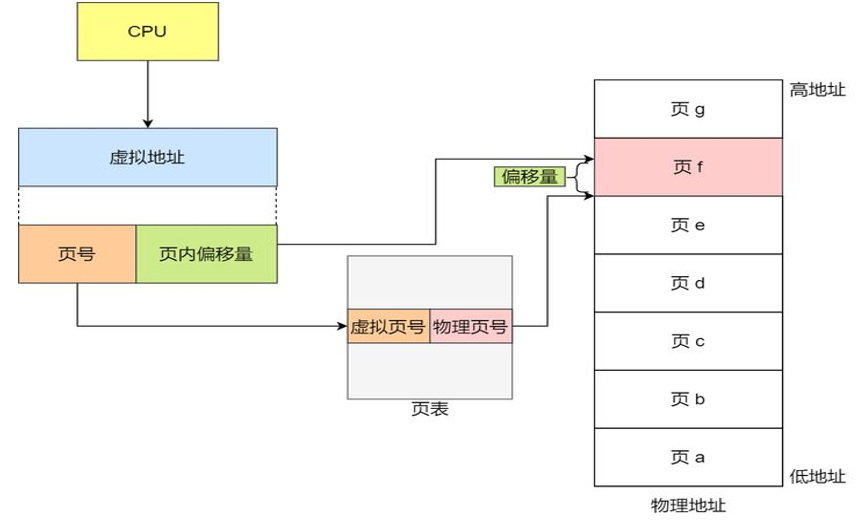 CPU
虚拟地址
页号
页内偏移量
虚拟页号
物理页号
页表
偏移量
高地址
页 g
页 f
页 e
页 d
页 c
页 b
页 a
低地址
物理地址